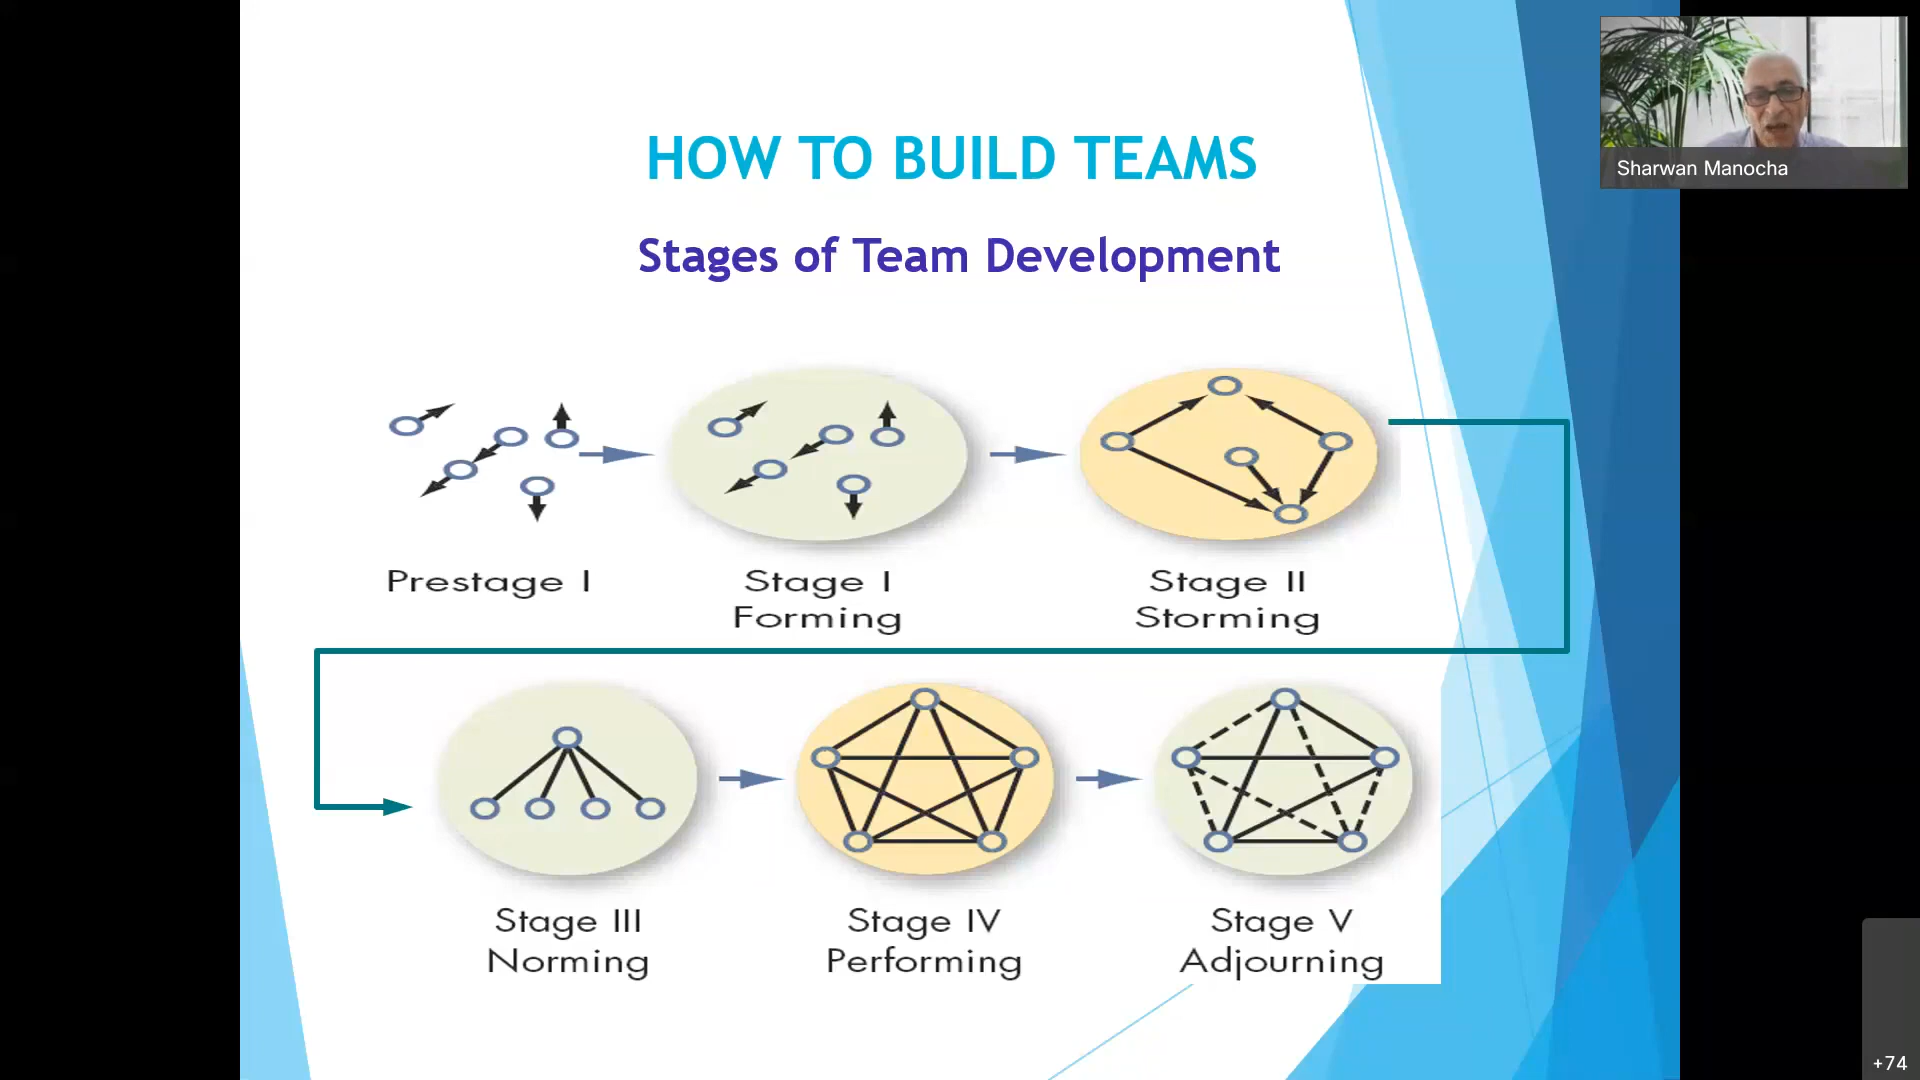 HOW TO BUILD TEAMS
Stages of Team Development
Sharwan Manocha
Prestage I
Stage I
Forming
Stage II
Storming
Stage III
Norming
Stage IV
Performing
Stage V
Adjourning
+74